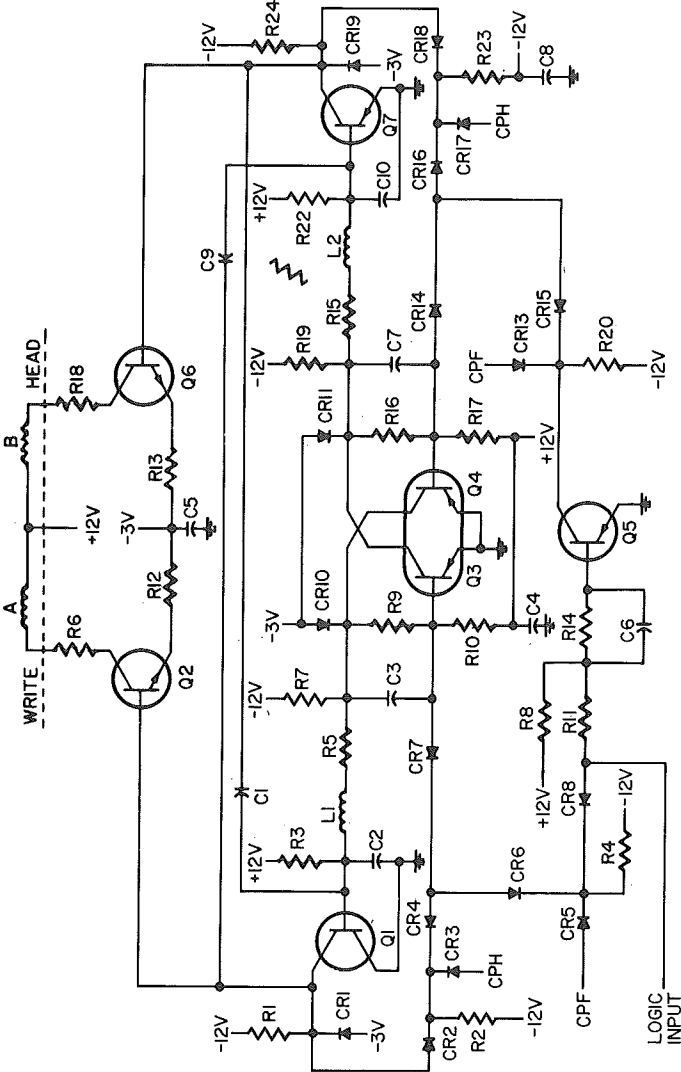 A
B
WRITE
HEAD
R6
+12V
R18
-3V
R12
R13
Q2
C5
Q6
C9
-12V
-12V
R1
R24
C1
+12V
R3
-12V
R7
-3V
-12V
R19
+12V
R22
CR1
L1
R5
CR10
CR11
R15
L2
CR19
-3V
Q1
C2
C3
R9
R16
C7
C10
Q7
-3V
CR2
CR4
CR7
CR14
CR16
CR18
R2
CR3
R10
Q3
Q4
R17
CR17
R23
CPH
CPH
-12V
-12V
C4
+12V
C8
CR6
CPF
CR13
CR15
+12V
R8
CPF
CR5
CR8
R11
R14
R20
R4
-12V
C6
Q5
-12V
LOGIC
INPUT